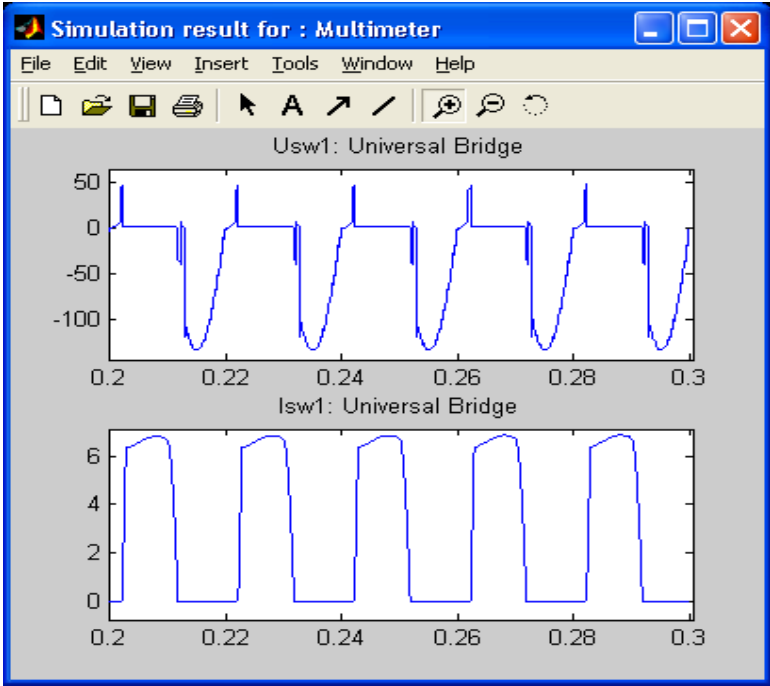 Simulation result for : Multimeter
File Edit View Insert Tools Window Help
A
Usw1: Universal Bridge
50
0
-50
-100
0.2 0.22 0.24 0.26 0.28 0.3
Isw1: Universal Bridge
6
4
2
0
0.2 0.22 0.24 0.26 0.28 0.3